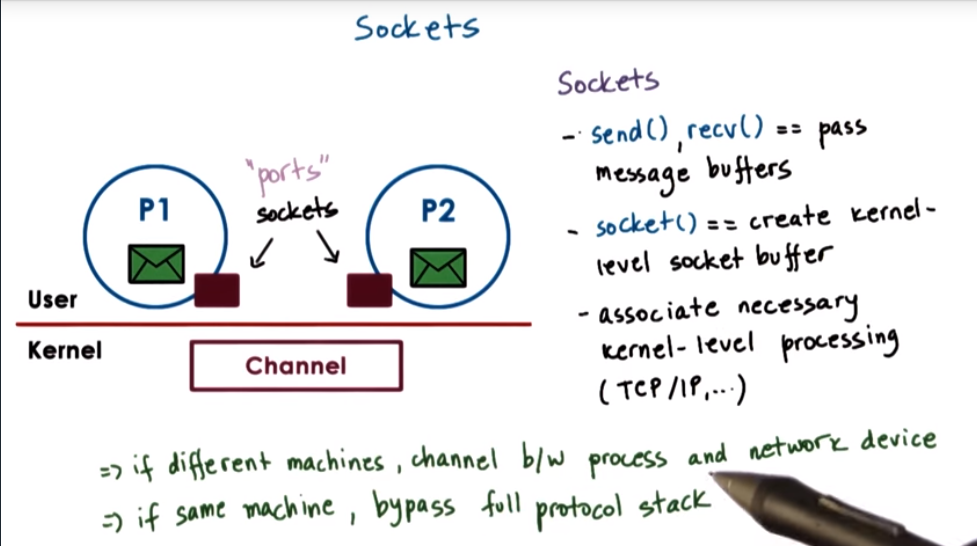 Sockets
"ports"
sockets
P1
P2
User
Kernel
Channel
Sockets
- send(), recv() == pass
message buffers
- socket() == create kernel-
level socket buffer
- associate necessary
kernel-level processing
(TCP/IP,...)
=> if different machines, channel b/w process and network device
=> if same machine, bypass full protocol stack